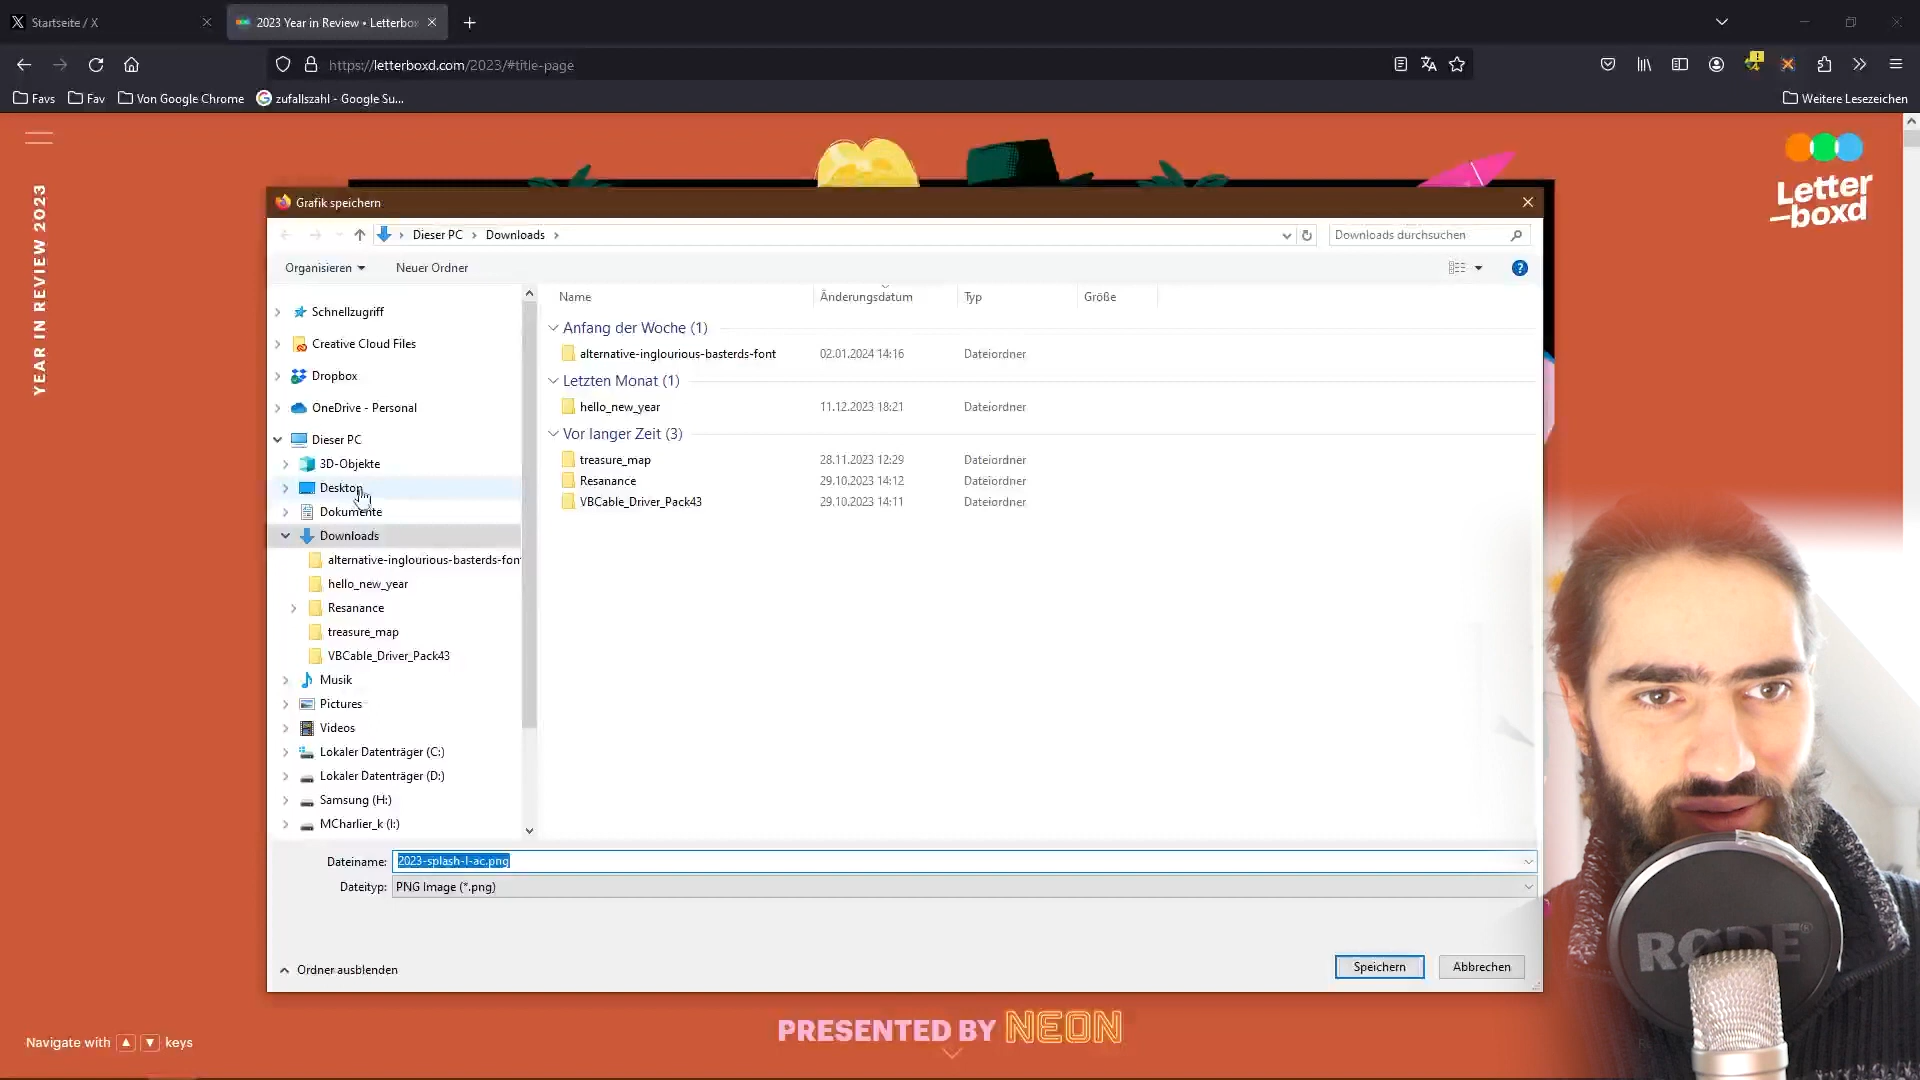 Startseite / X
2023 Year in Review • Letterbo
https://letterboxd.com/2023/#title-page
Favs
Fav
Von Google Chrome
zufallszahl - Google Su...
Weitere Lesezeichen
YEAR IN REVIEW 2023
Letter
-boxd
Grafik speichern
Dieser PC
Downloads
Downloads durchsuchen
Organisieren
Neuer Ordner
Schnellzugriff
Creative Cloud Files
Dropbox
OneDrive - Personal
Dieser PC
3D-Objekte
Desktop
Dokumente
Downloads
alternative-inglourious-basterds-fon
hello_new_year
Resanance
treasure_map
VBCable_Driver_Pack43
Musik
Pictures
Videos
Lokaler Datenträger (C:)
Lokaler Datenträger (D:)
Samsung (H:)
MCharlier_k (I:)
Name Änderungsdatum Typ Größe
Anfang der Woche (1)
alternative-inglourious-basterds-font 02.01.2024 14:16 Dateiordner
Letzten Monat (1)
hello_new_year 11.12.2023 18:21 Dateiordner
Vor langer Zeit (3)
treasure_map 28.11.2023 12:29 Dateiordner
Resanance 29.10.2023 14:12 Dateiordner
VBCable_Driver_Pack43 29.10.2023 14:11 Dateiordner
Dateiname: 2023-splash-l-ac.png
Dateityp: PNG Image (*.png)
Ordner ausblenden
Speichern
Abbrechen
PRESENTED BY NEON
Navigate with ▲ ▼ keys
RODE